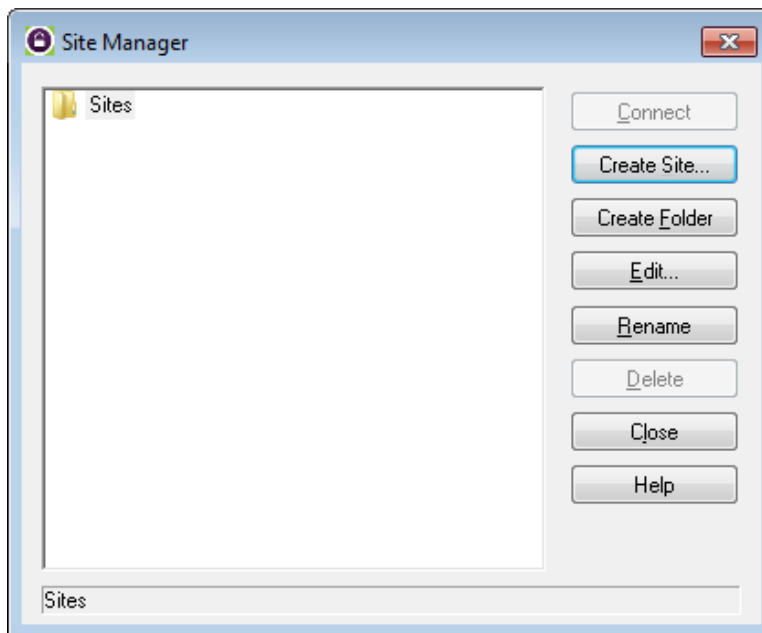 Site Manager
Sites
Connect
Create Site...
Create Folder
Edit...
Rename
Delete
Close
Help
Sites